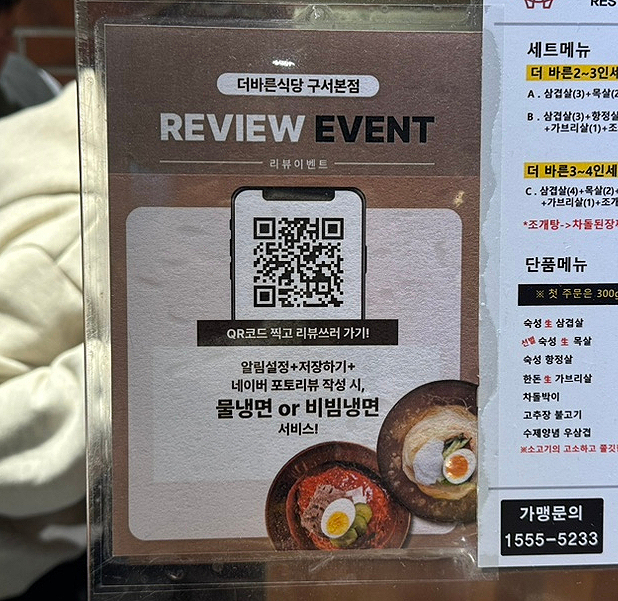 더바른식당 구서본점
REVIEW EVENT
리뷰이벤트
QR코드 찍고 리뷰쓰러 가기!
알림설정+저장하기+
네이버 포토리뷰 작성 시,
물냉면 or 비빔냉면
서비스!
세트메뉴
더 바른2~3인세
A . 삼겹살(3)+목살(2
B . 삼겹살(3)+항정살
+가브리살(1)+조
더 바른3~4인세
C . 삼겹살(4)+목살(2)+
+가브리살(1)+조개
*조개탕->차돌된장
단품메뉴
※ 첫 주문은 300g
숙성 生 삼겹살
선벌 숙성 生 목살
숙성 항정살
한돈 生 가브리살
차돌박이
고추장 불고기
수제양념 우삼겹
※소고기의 고소하고 쫄깃
가맹문의
1555-5233